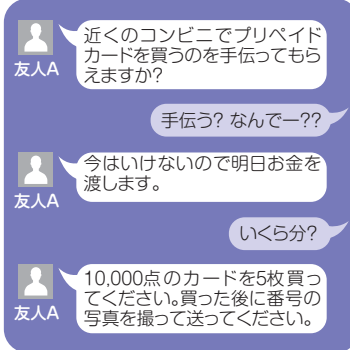 近くのコンビニでプリペイド
カードを買うのを手伝ってもら
えますか?
友人A
手伝う? なんでー??
今はいけないので明日お金を
渡します。
友人A
いくら分?
10,000点のカードを5枚買っ
てください。買った後に番号の
写真を撮って送ってください。
友人A